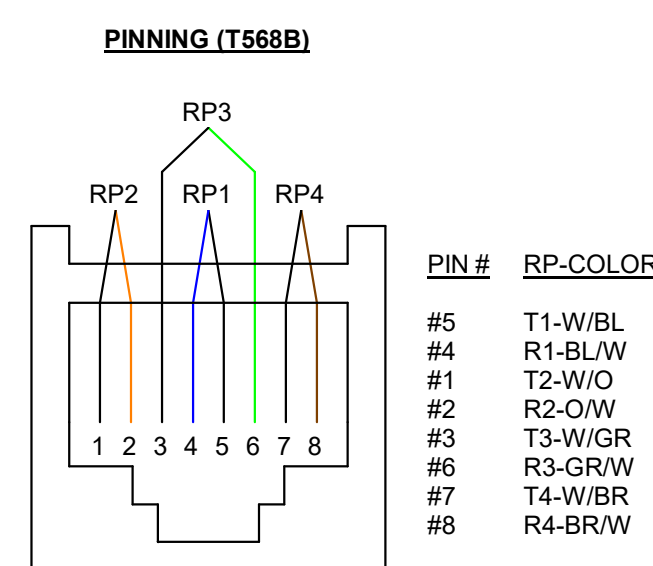 PINNING (T568B)
RP3
RP2 RP1 RP4
1 2 3 4 5 6 7 8
PIN # RP-COLOR
#5 T1-W/BL
#4 R1-BL/W
#1 T2-W/O
#2 R2-O/W
#3 T3-W/GR
#6 R3-GR/W
#7 T4-W/BR
#8 R4-BR/W